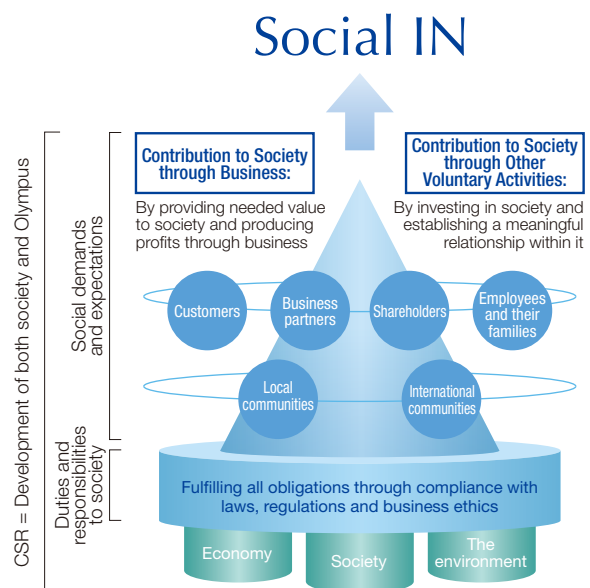 Social IN
Contribution to Society
through Business:
By providing needed value
to society and producing
profits through business
Contribution to Society
through Other
Voluntary Activities:
By investing in society and
establishing a meaningful
relationship within it
CSR = Development of both society and Olympus
Social demands
and expectations
Customers
Business
partners
Shareholders
Employees
and their
families
Local
communities
International
communities
Duties and
responsibilities
to society
Fulfilling all obligations through compliance with
laws, regulations and business ethics
Economy
Society
The
environment